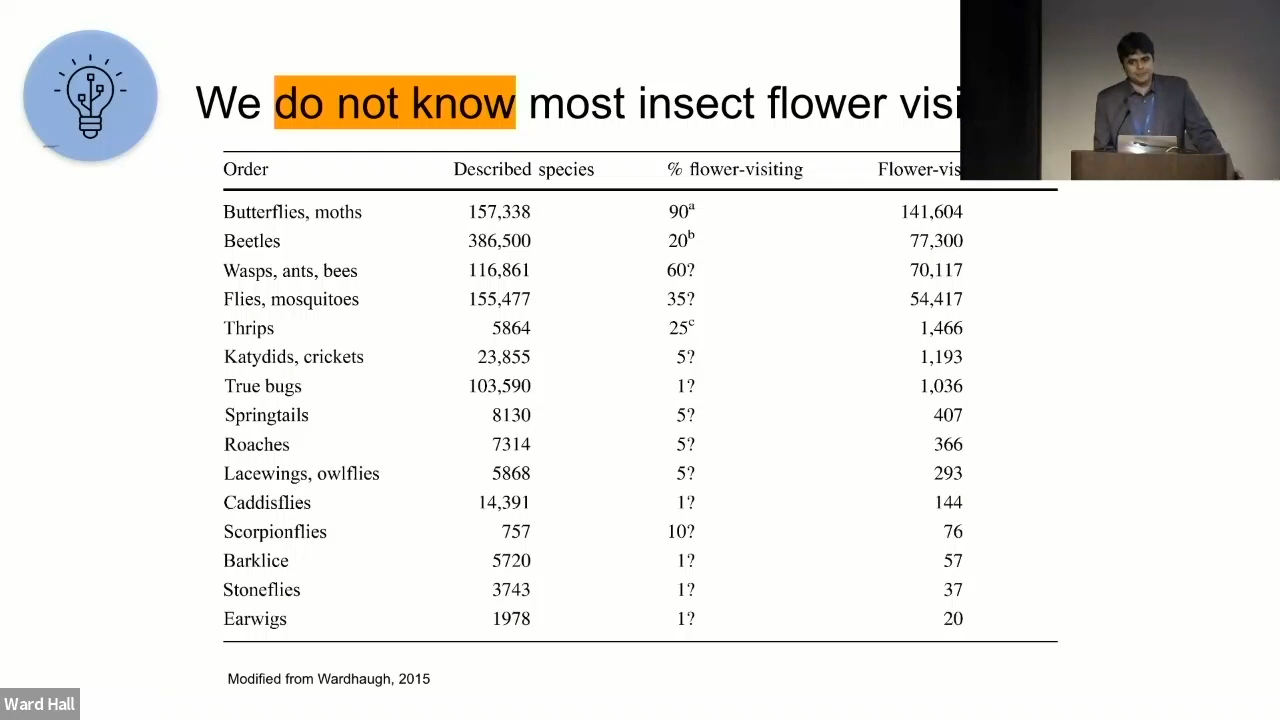 We do not know most insect flower visi
Order Described species % flower-visiting Flower-vis
Butterflies, moths 157,338 90ᵃ 141,604
Beetles 386,500 20ᵇ 77,300
Wasps, ants, bees 116,861 60? 70,117
Flies, mosquitoes 155,477 35? 54,417
Thrips 5864 25ᶜ 1,466
Katydids, crickets 23,855 5? 1,193
True bugs 103,590 1? 1,036
Springtails 8130 5? 407
Roaches 7314 5? 366
Lacewings, owlflies 5868 5? 293
Caddisflies 14,391 1? 144
Scorpionflies 757 10? 76
Barklice 5720 1? 57
Stoneflies 3743 1? 37
Earwigs 1978 1? 20
Modified from Wardhaugh, 2015
Ward Hall